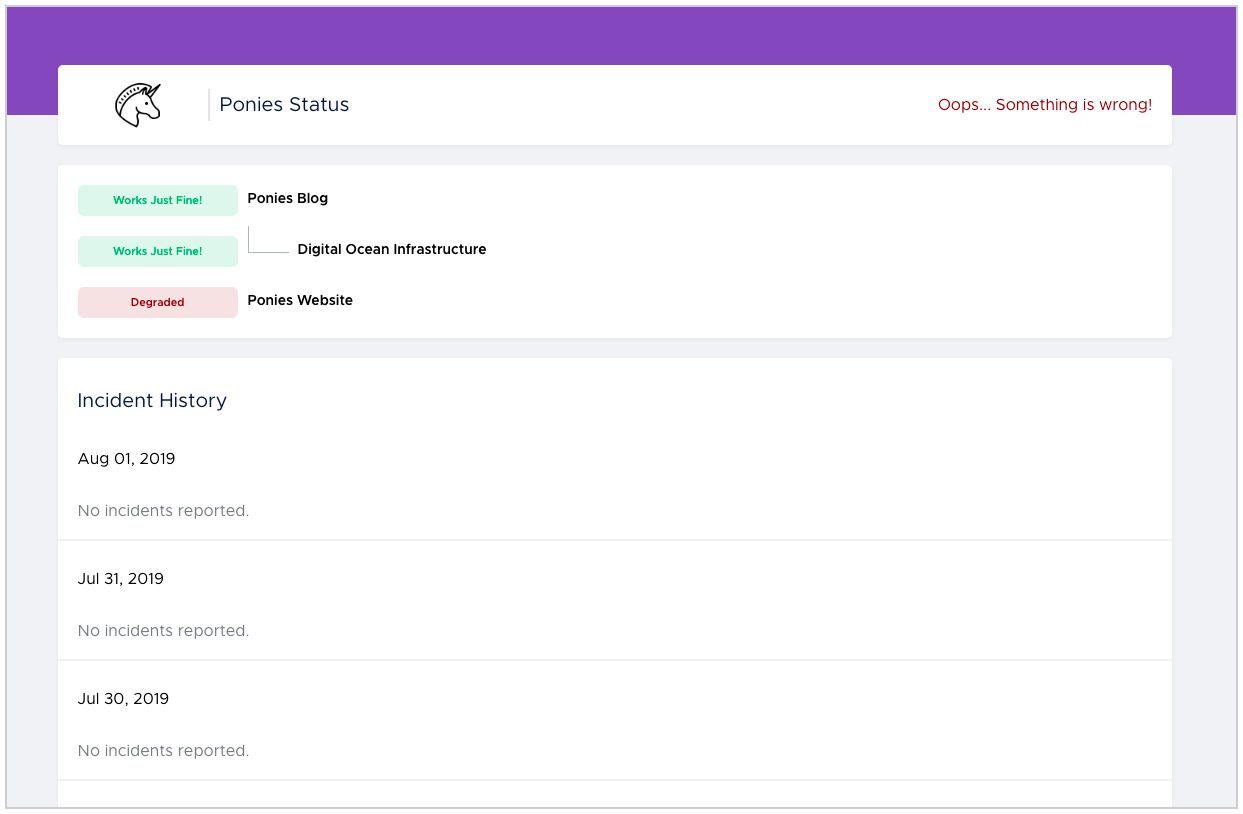 Ponies Status
Oops... Something is wrong!
Works Just Fine!
Ponies Blog
Works Just Fine!
Digital Ocean Infrastructure
Degraded
Ponies Website
Incident History
Aug 01, 2019
No incidents reported.
Jul 31, 2019
No incidents reported.
Jul 30, 2019
No incidents reported.